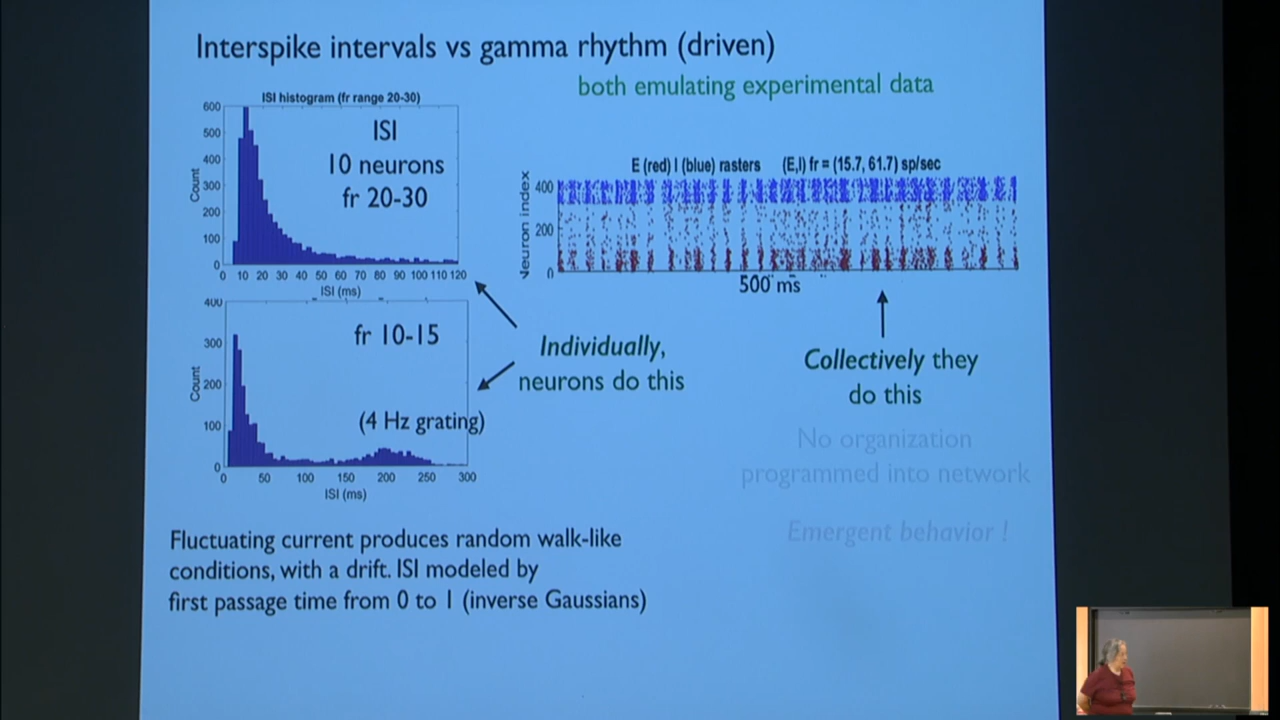 Interspike intervals vs gamma rhythm (driven)
both emulating experimental data
ISI histogram (fr range 20-30)
600
500
400
300
200
100
0
Count
ISI
10 neurons
fr 20-30
0 10 20 30 40 50 60 70 80 90 100 110 120
ISI (ms)
E (red) I (blue) rasters (E,I) fr = (15.7, 61.7) sp/sec
Neuron index
400
200
0
500 ms
400
300
200
100
0
Count
fr 10-15
(4 Hz grating)
0 50 100 150 200 250 300
ISI (ms)
Individually,
neurons do this
Collectively they
do this
No organization
programmed into network
Emergent behavior !
Fluctuating current produces random walk-like
conditions, with a drift. ISI modeled by
first passage time from 0 to 1 (inverse Gaussians)